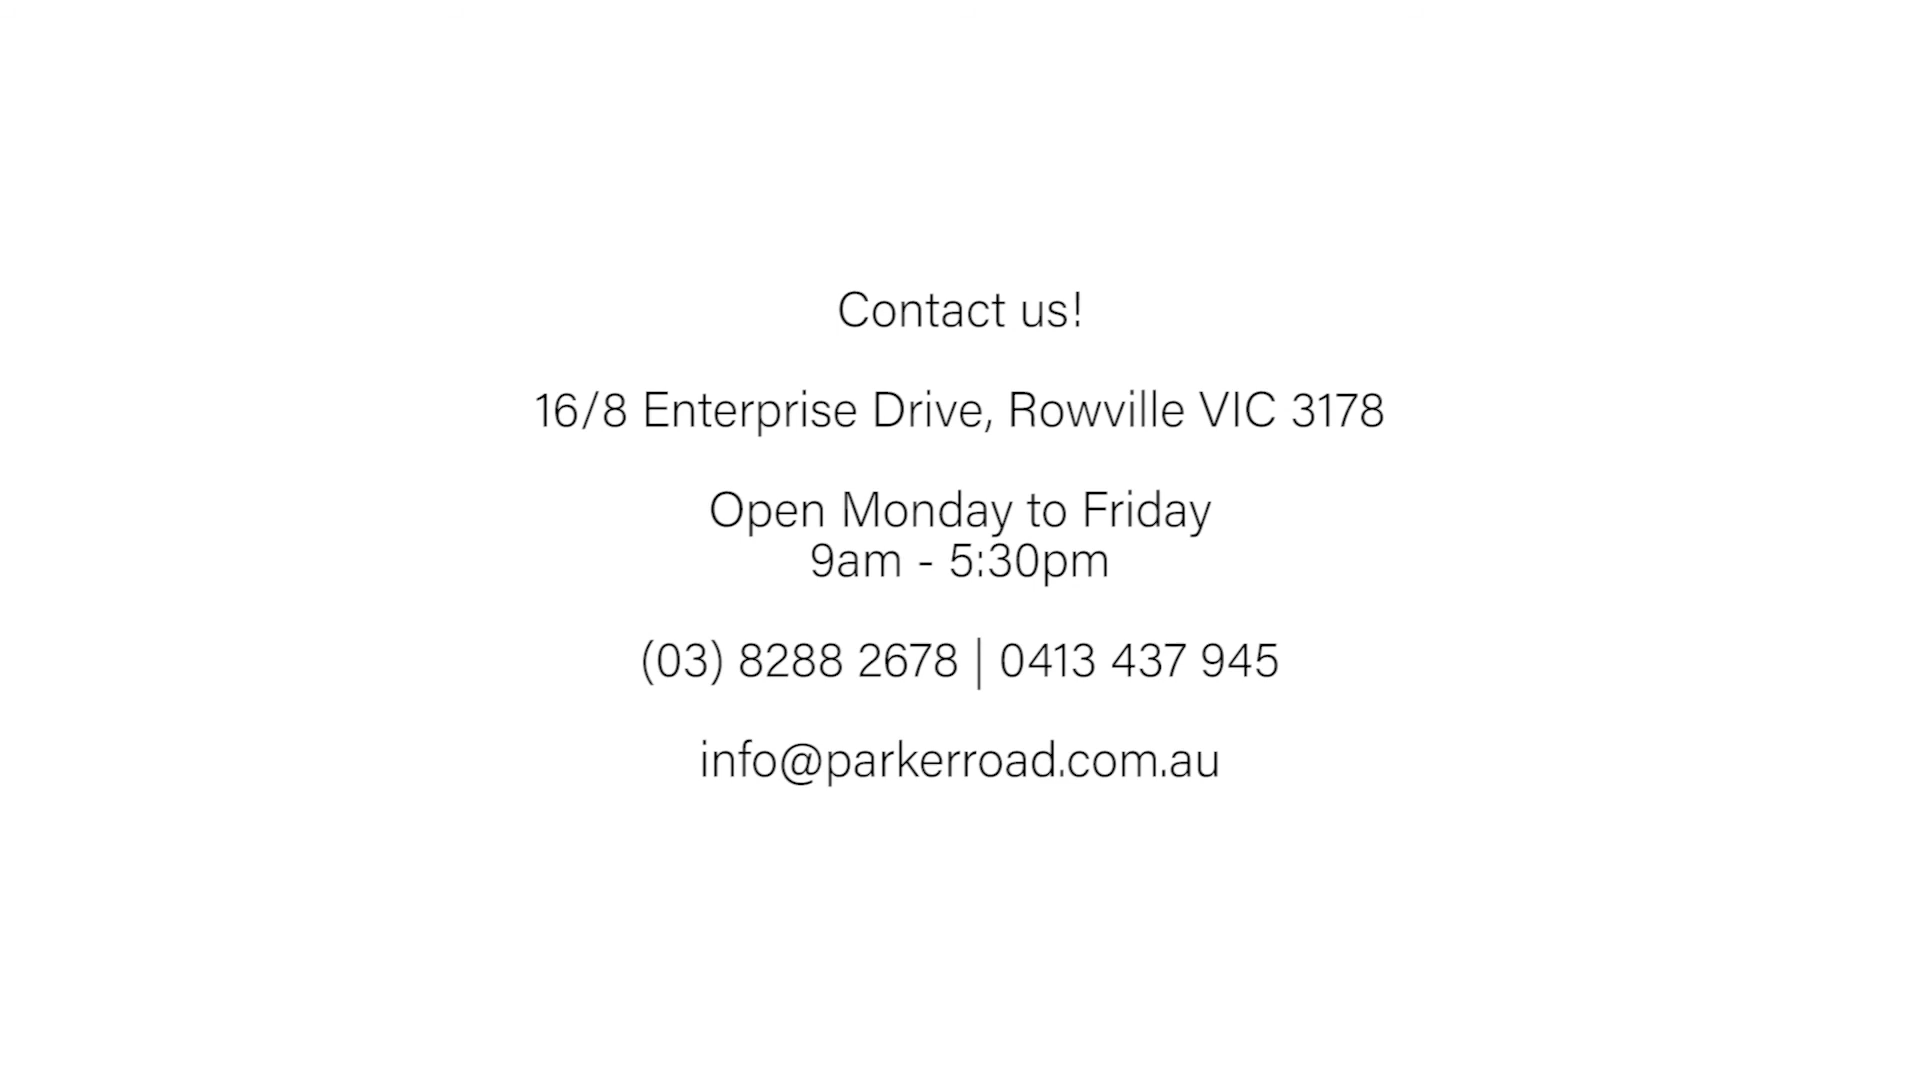 Contact us!
16/8 Enterprise Drive, Rowville VIC 3178
Open Monday to Friday
9am - 5:30pm
(03) 8288 2678 | 0413 437 945
info@parkerroad.com.au